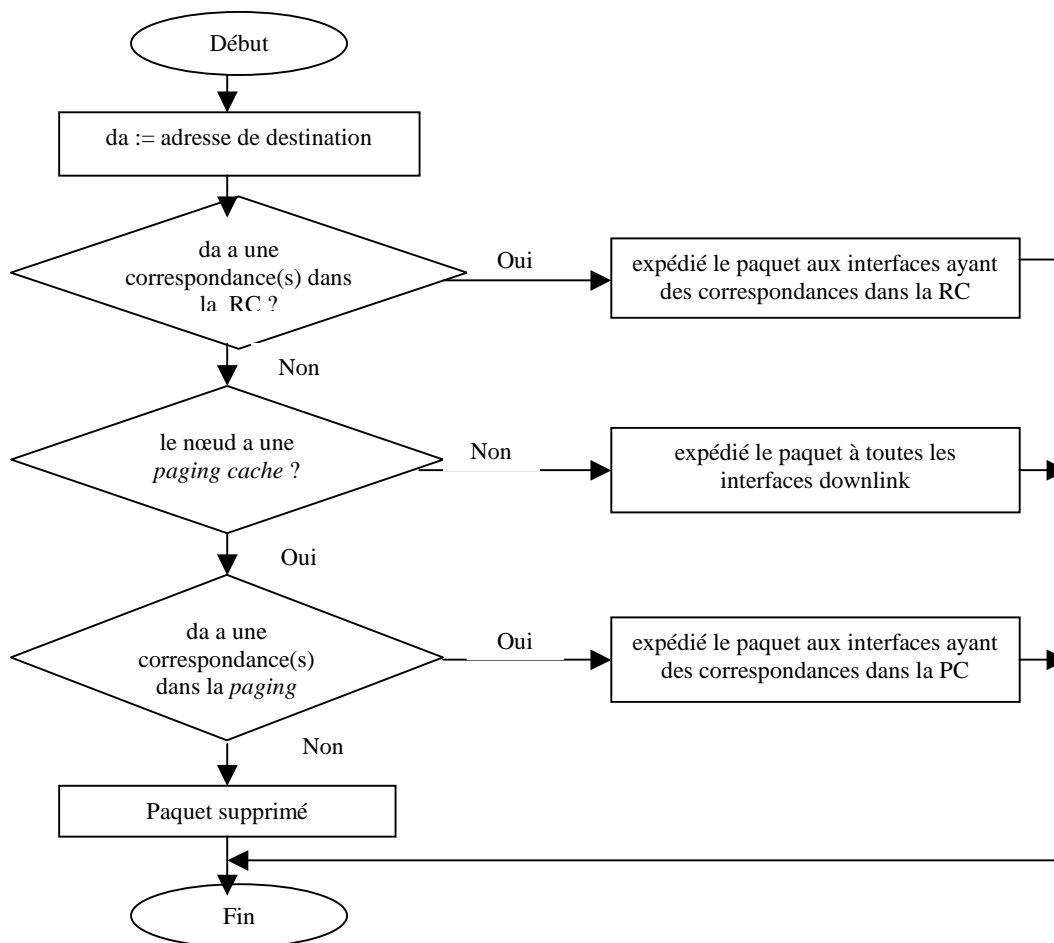 Début
da := adresse de destination
da a une
correspondance(s) dans
la RC ?
Oui
expédié le paquet aux interfaces ayant
des correspondances dans la RC
Non
le nœud a une
paging cache ?
Non
expédié le paquet à toutes les
interfaces downlink
Oui
da a une
correspondance(s)
dans la paging
Oui
expédié le paquet aux interfaces ayant
des correspondances dans la PC
Non
Paquet supprimé
Fin